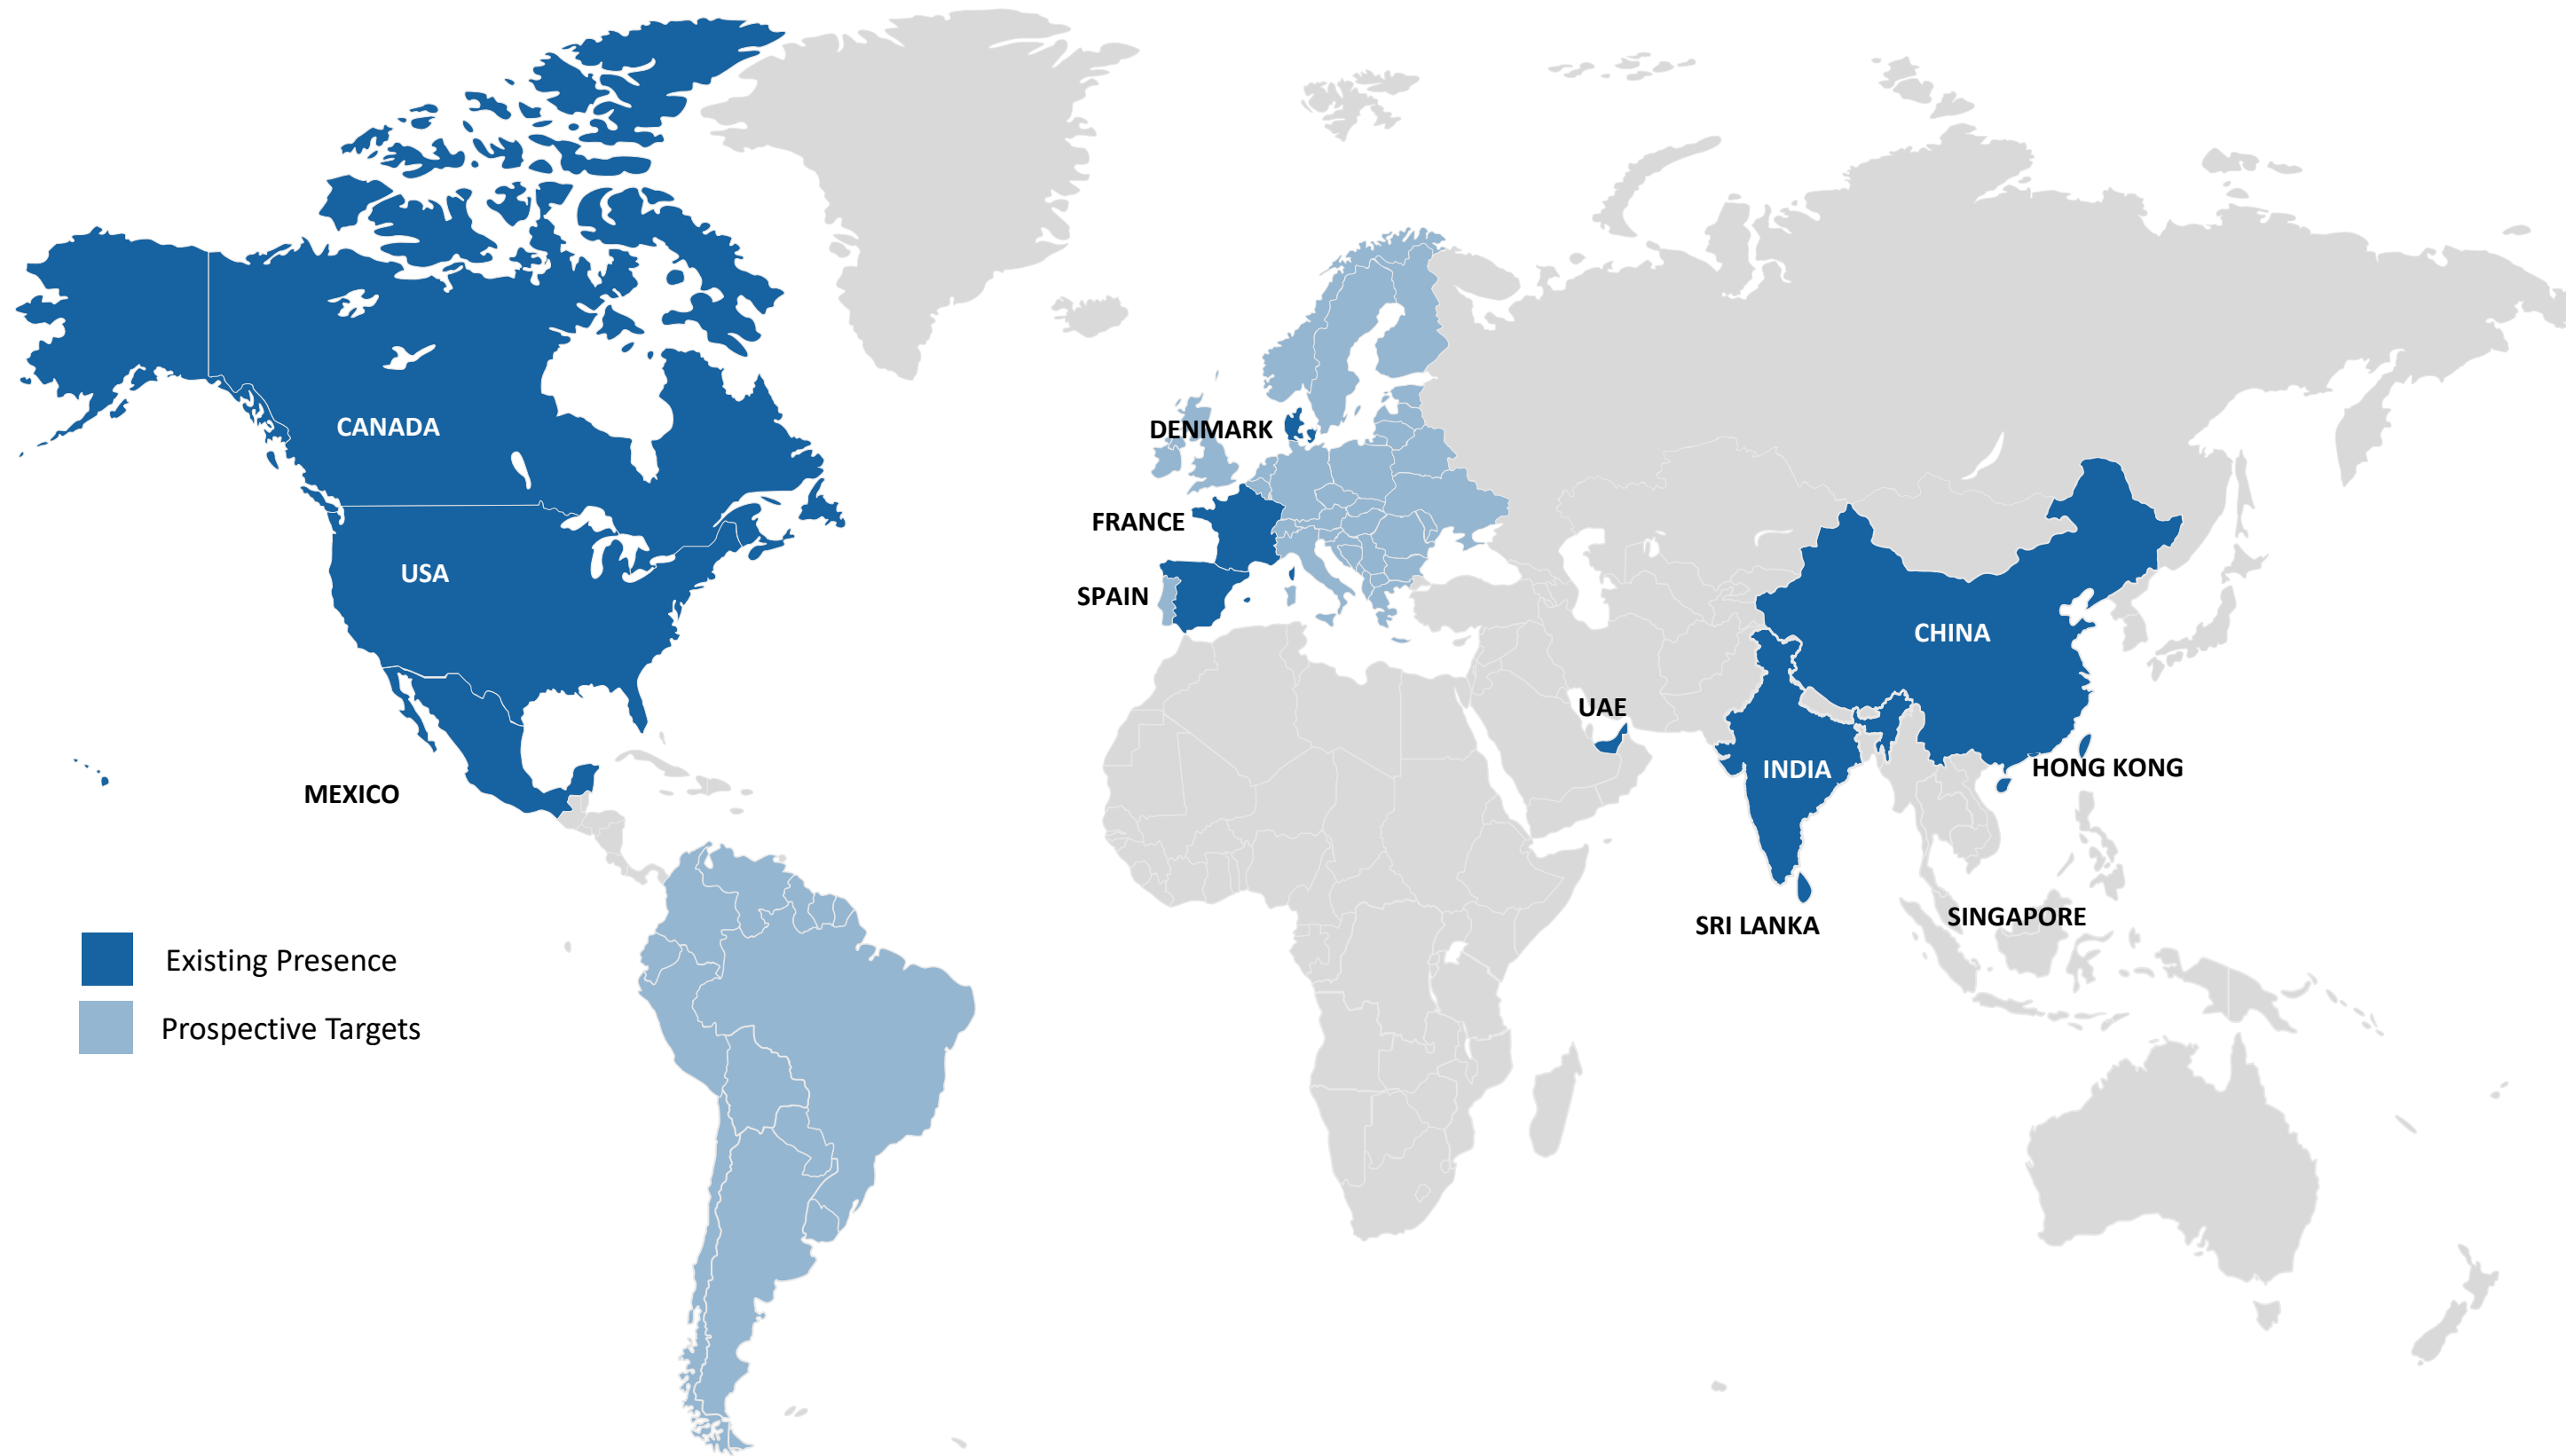 CANADA
USA
MEXICO
DENMARK
FRANCE
SPAIN
UAE
CHINA
INDIA
HONG KONG
SRI LANKA
SINGAPORE
Existing Presence
Prospective Targets